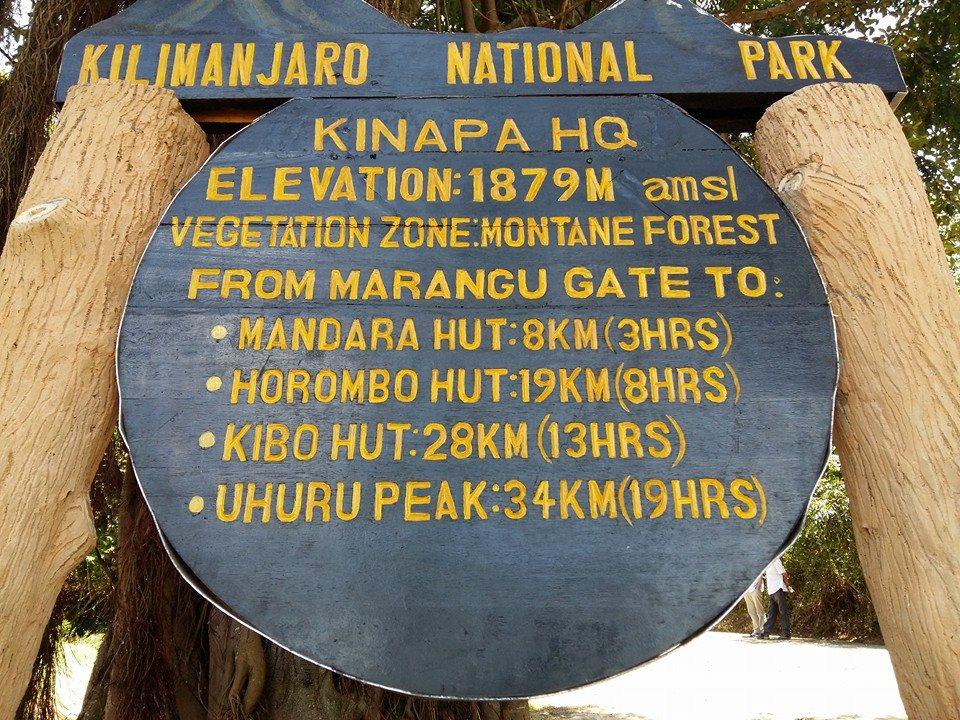 KILIMANJARO NATIONAL PARK
KINAPA HQ
ELEVATION:1879M amsl
VEGETATION ZONE:MONTANE FOREST
FROM MARANGU GATE TO:
• MANDARA HUT:8KM(3HRS)
• HOROMBO HUT:19KM(8HRS)
• KIBO HUT:28KM(13HRS)
• UHURU PEAK:34KM(19HRS)